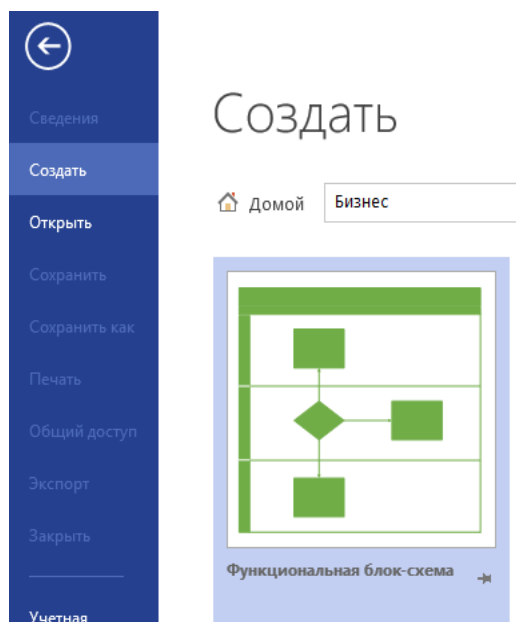 Сведения
Создать
Открыть
Сохранить
Сохранить как
Печать
Общий доступ
Экспорт
Закрыть
Учетная
Создать
Домой
Бизнес
Функциональная блок-схема